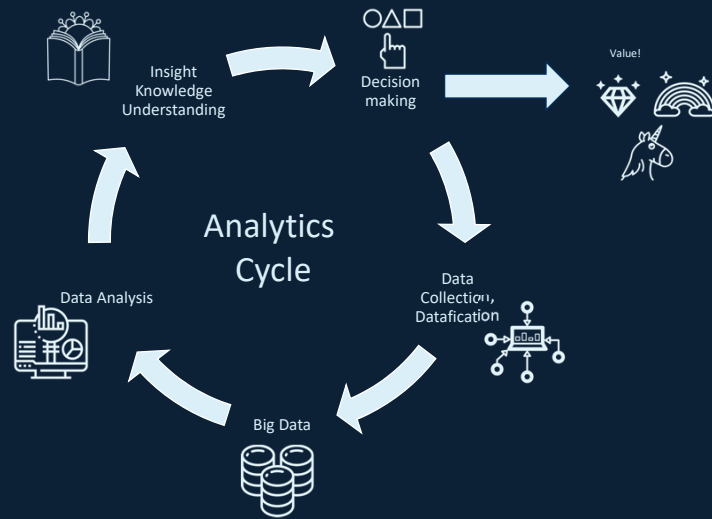 Value!
Decision
making
Insight
Knowledge
Understanding
Analytics
Cycle
Data
Collection,
Datafication
Data Analysis
Big Data